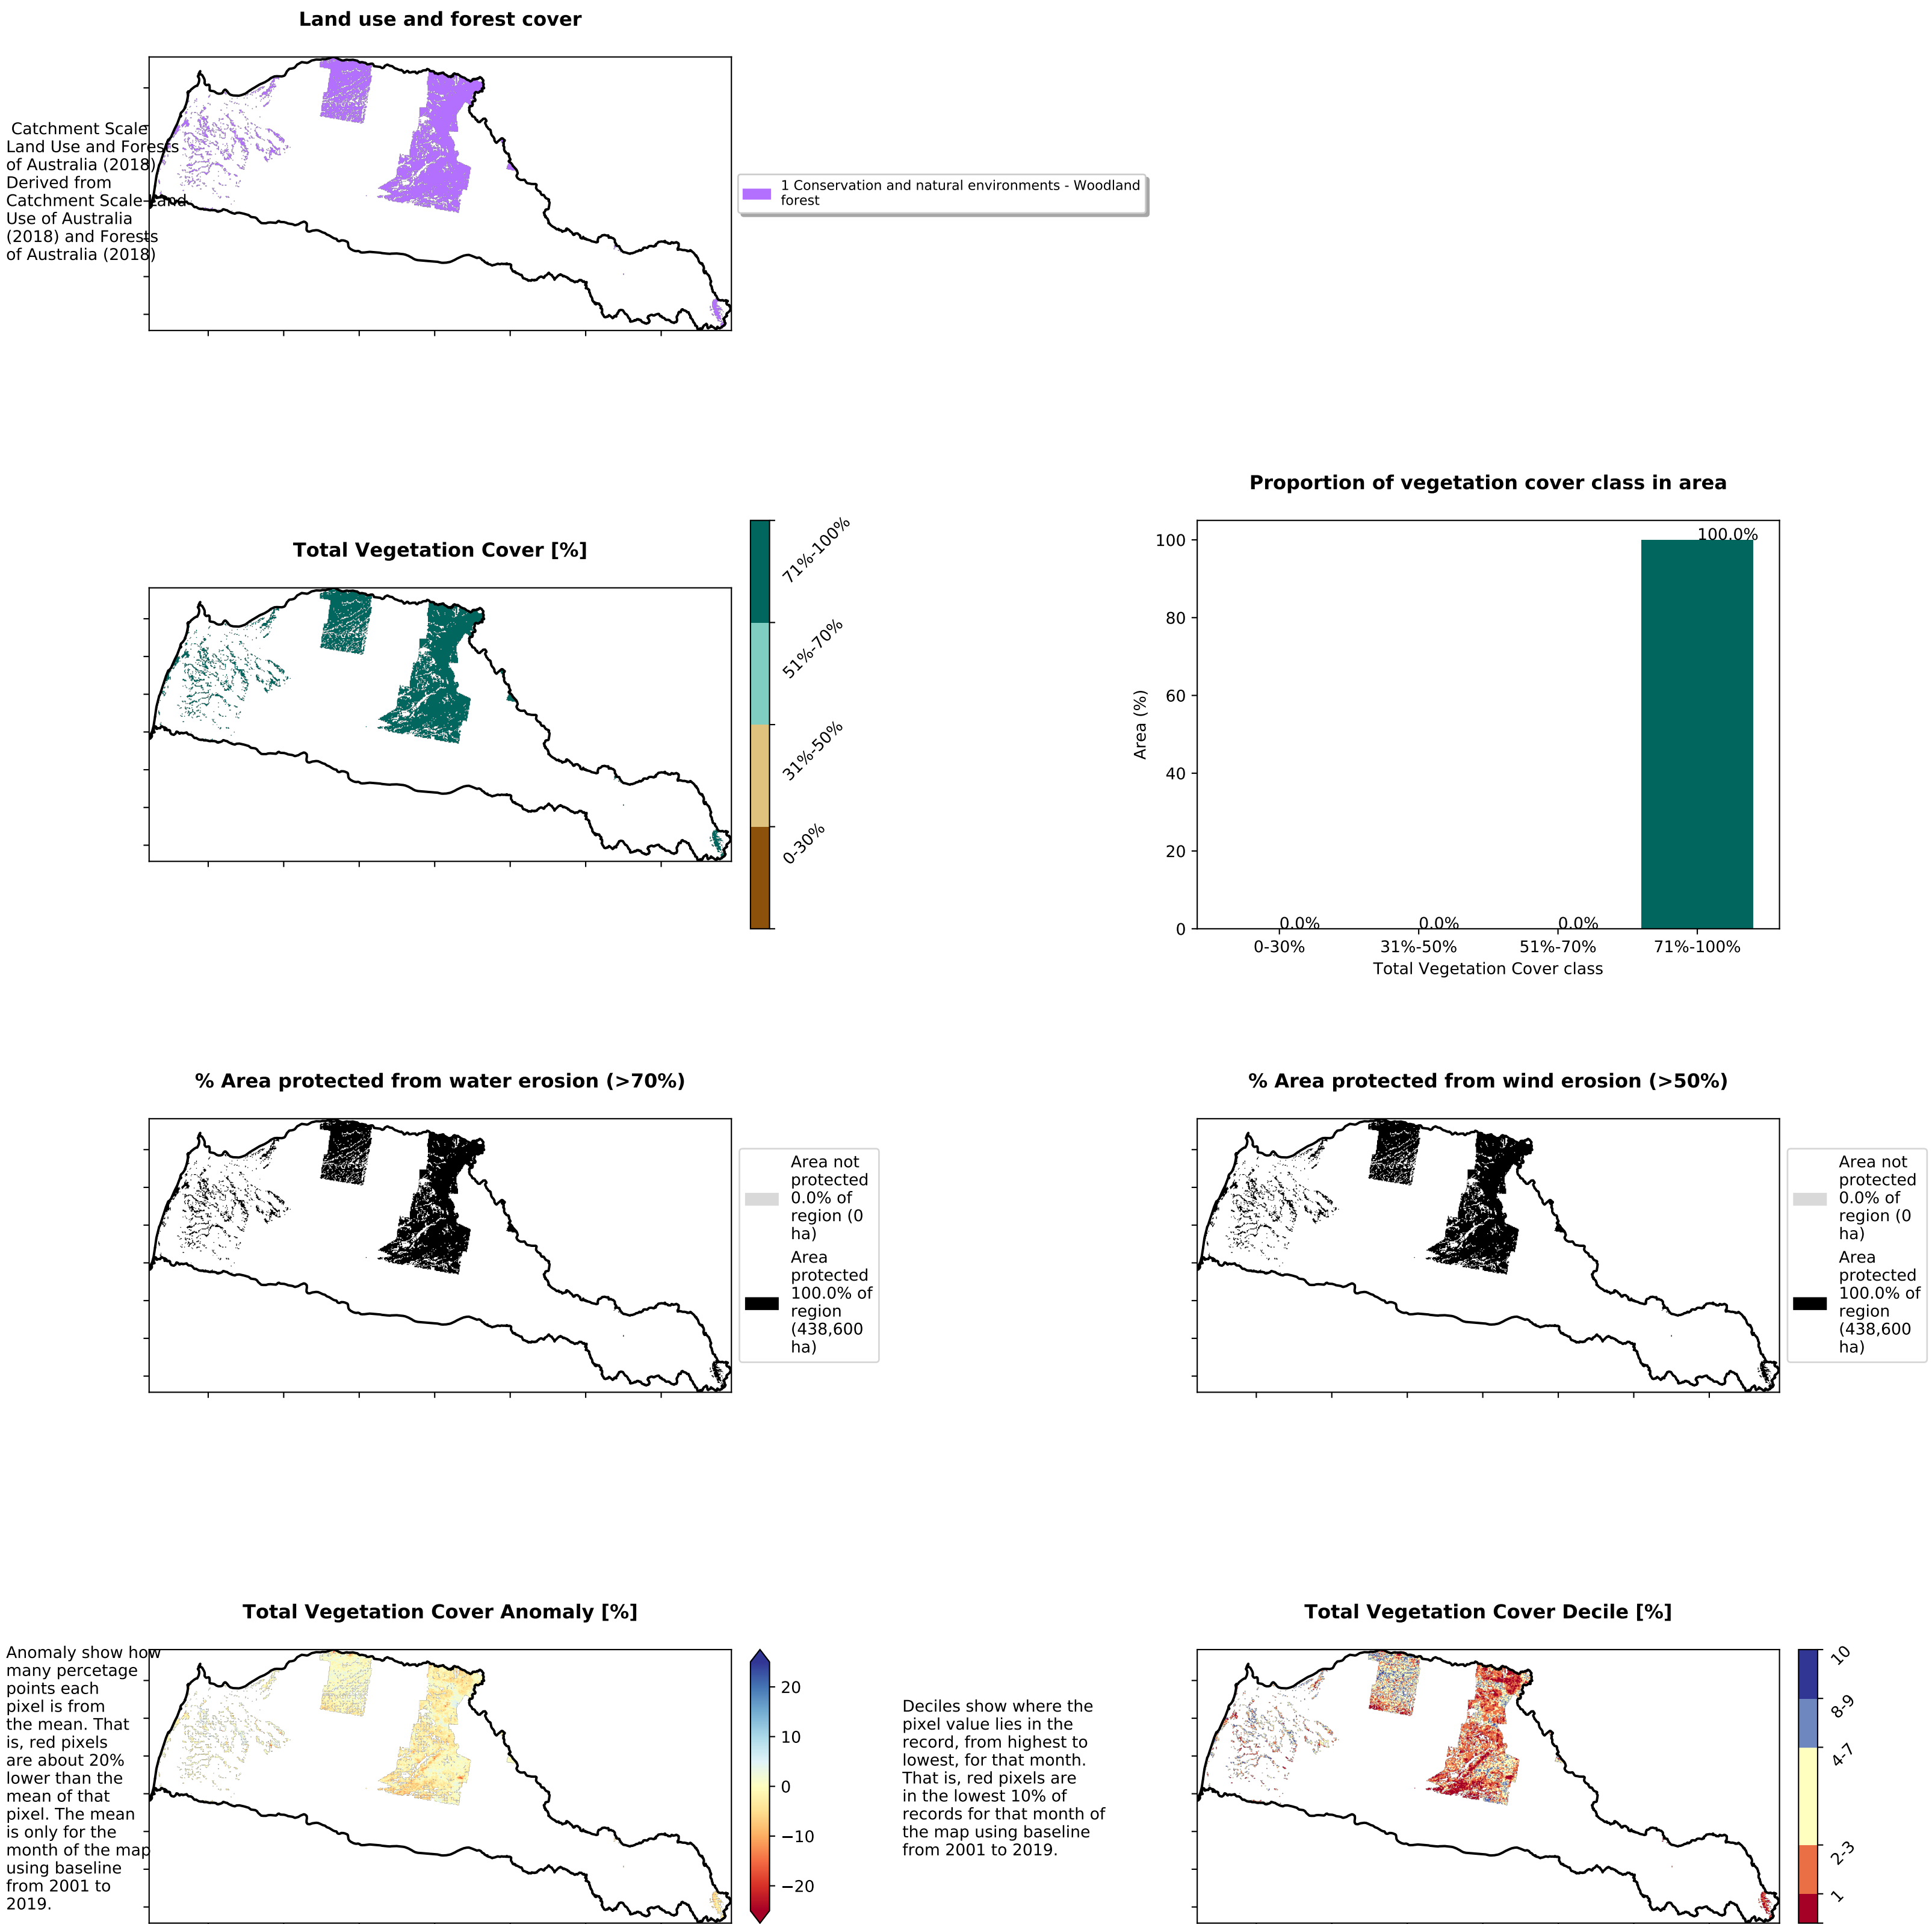 Land use and forest cover
Catchment Scale
Land Use and Forests
of Australia (2018)
Derived from
Catchment Scale Land
Use of Australia
(2018) and Forests
of Australia (2018)
1 Conservation and natural environments - Woodland
forest
Total Vegetation Cover [%]
71%-100%
51%-70%
31%-50%
0-30%
Proportion of vegetation cover class in area
100.0%
100
80
60
40
20
0
Area (%)
0.0%
0.0%
0.0%
0-30%
31%-50%
51%-70%
71%-100%
Total Vegetation Cover class
% Area protected from water erosion (>70%)
Area not
protected
0.0% of
region (0
ha)
Area
protected
100.0% of
region
(438,600
ha)
% Area protected from wind erosion (>50%)
Area not
protected
0.0% of
region (0
ha)
Area
protected
100.0% of
region
(438,600
ha)
Total Vegetation Cover Anomaly [%]
Anomaly show how
many percetage
points each
pixel is from
the mean. That
is, red pixels
are about 20%
lower than the
mean of that
pixel. The mean
is only for the
month of the map
using baseline
from 2001 to
2019.
20
10
0
−10
−20
Total Vegetation Cover Decile [%]
Deciles show where the
pixel value lies in the
record, from highest to
lowest, for that month.
That is, red pixels are
in the lowest 10% of
records for that month of
the map using baseline
from 2001 to 2019.
10
8-9
4-7
2-3
1